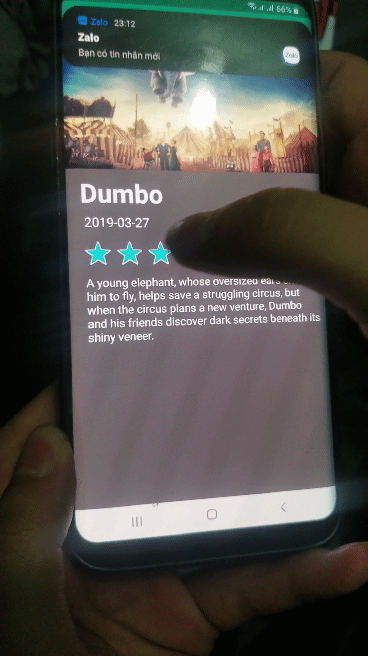 66%
Zalo 23:12
Zalo
Bạn có tin nhắn mới
Zalo
Dumbo
2019-03-27
A young elephant, whose oversized ears
him to fly, helps save a struggling circus, but
when the circus plans a new venture, Dumbo
and his friends discover dark secrets beneath its
shiny veneer.